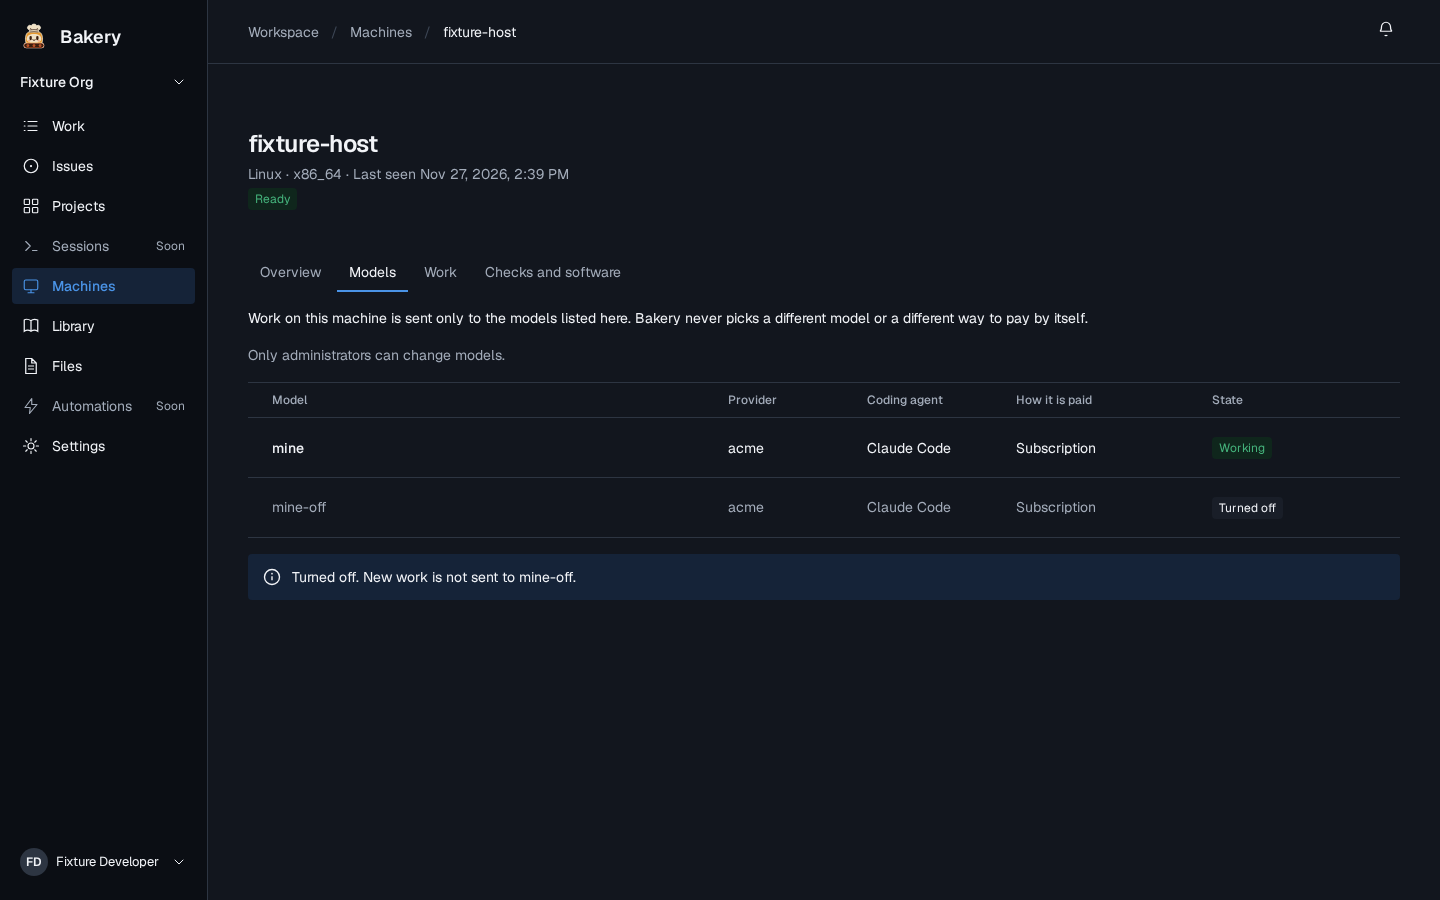 Bakery
Fixture Org
Work
Issues
Projects
Sessions Soon
Machines
Library
Files
Automations Soon
Settings
FD Fixture Developer
Workspace / Machines / fixture-host
fixture-host
Linux · x86_64 · Last seen Nov 27, 2026, 2:39 PM
Ready
Overview Models Work Checks and software
Work on this machine is sent only to the models listed here. Bakery never picks a different model or a different way to pay by itself.
Only administrators can change models.
Model Provider Coding agent How it is paid State
mine acme Claude Code Subscription Working
mine-off acme Claude Code Subscription Turned off
Turned off. New work is not sent to mine-off.